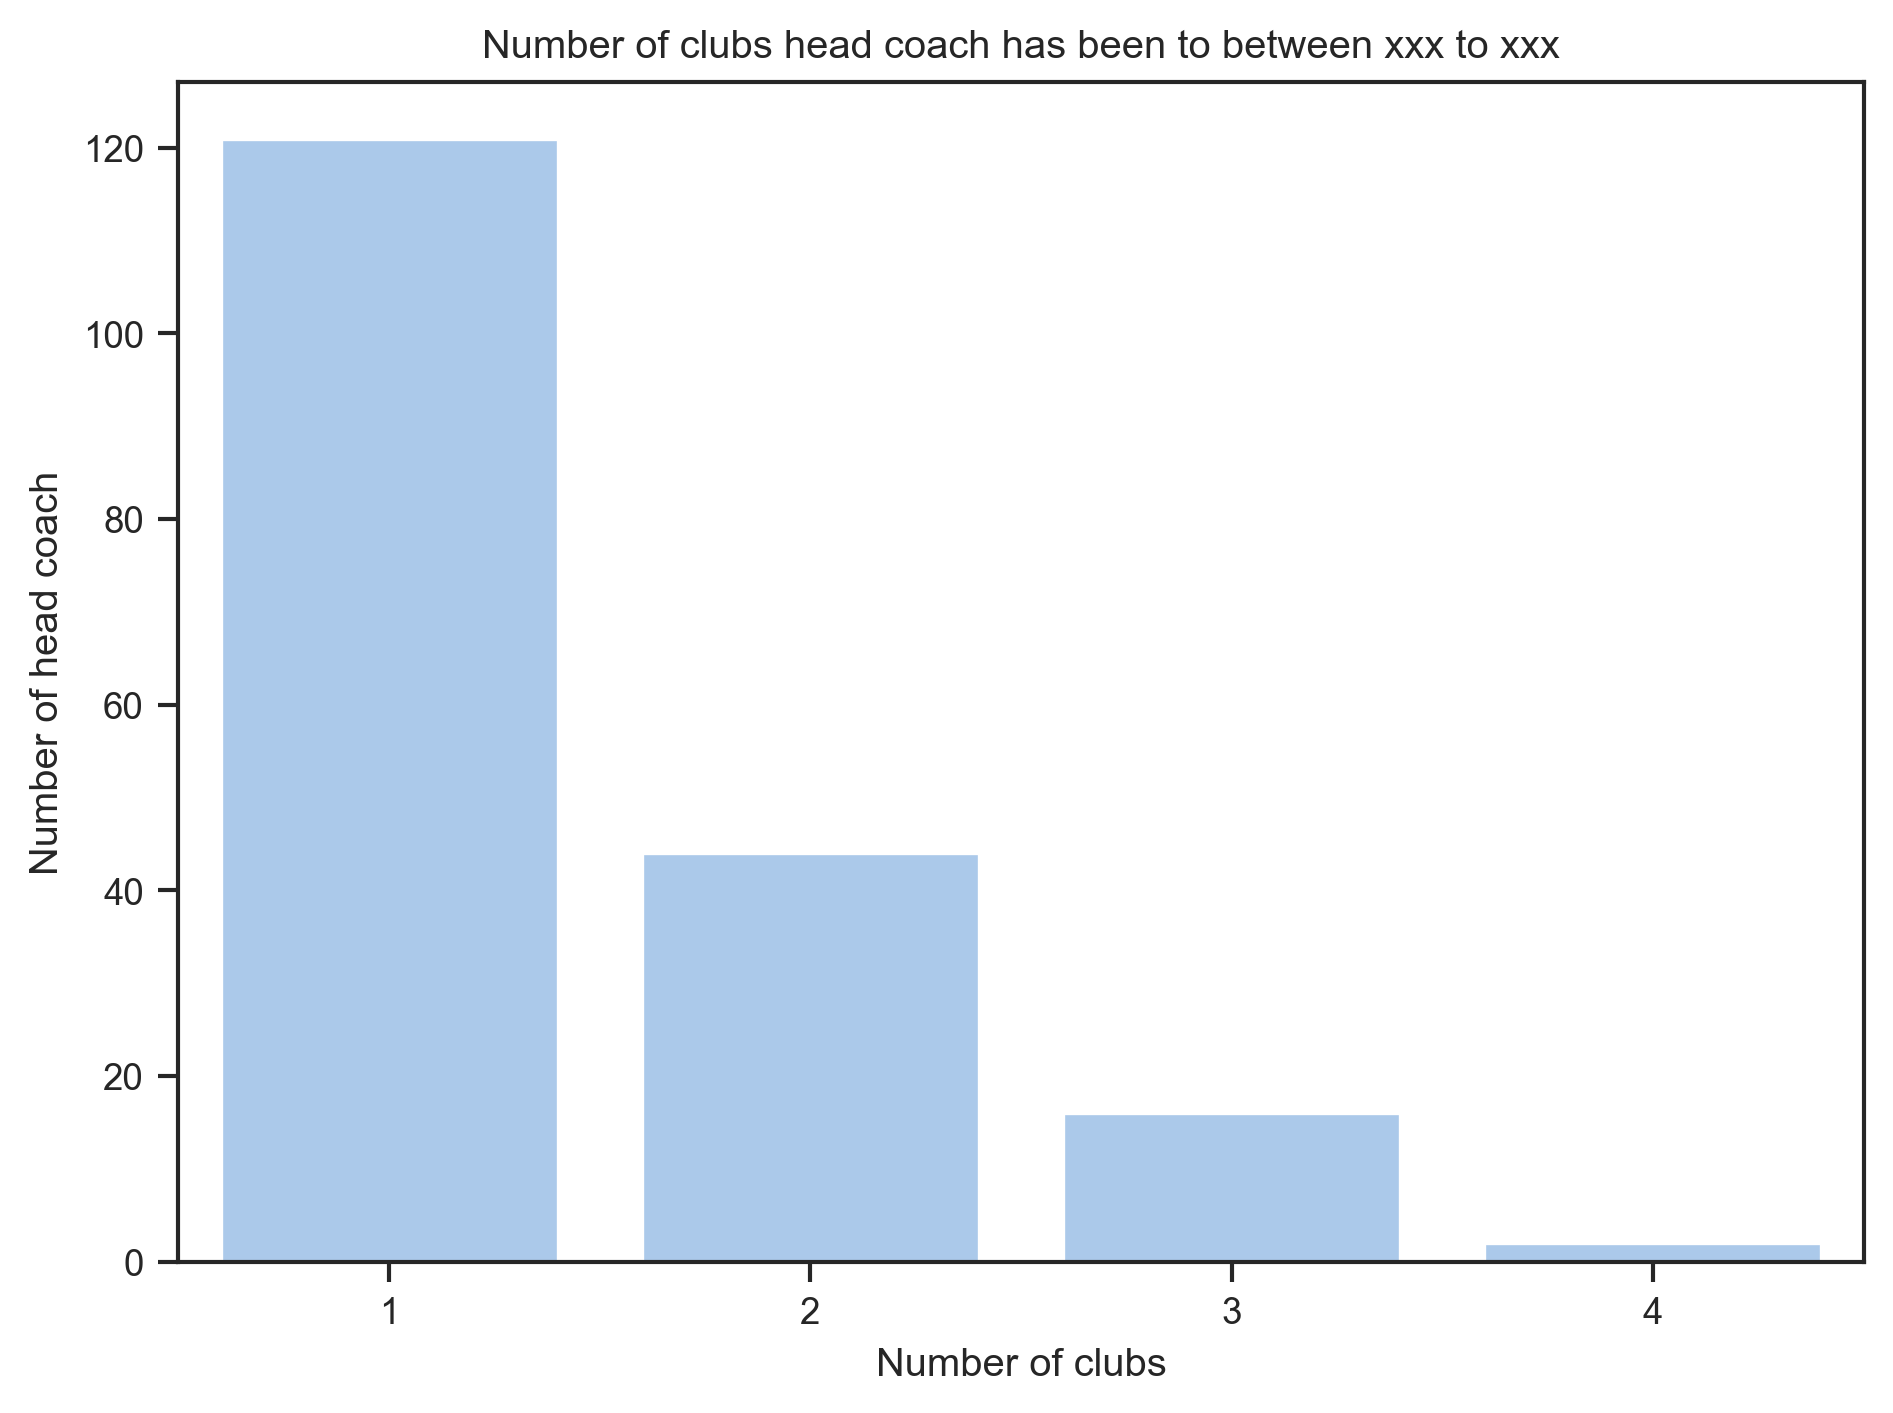 Number of clubs head coach has been to between xxx to xxx
120
100
80
60
40
20
0
Number of head coach
1 2 3 4
Number of clubs